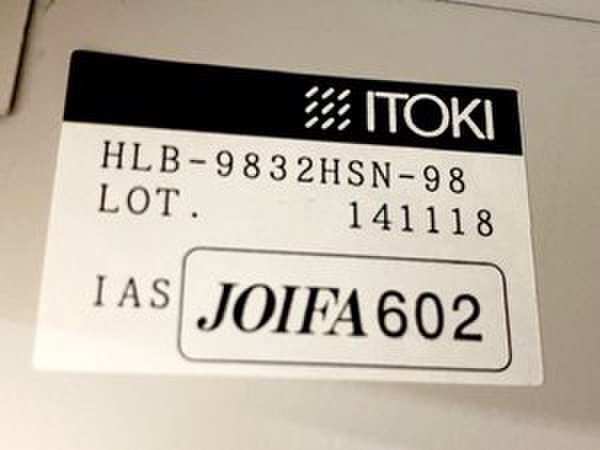 ITOKI
HLB-9832HSN-98
LOT. 141118
IAS JOIFA602